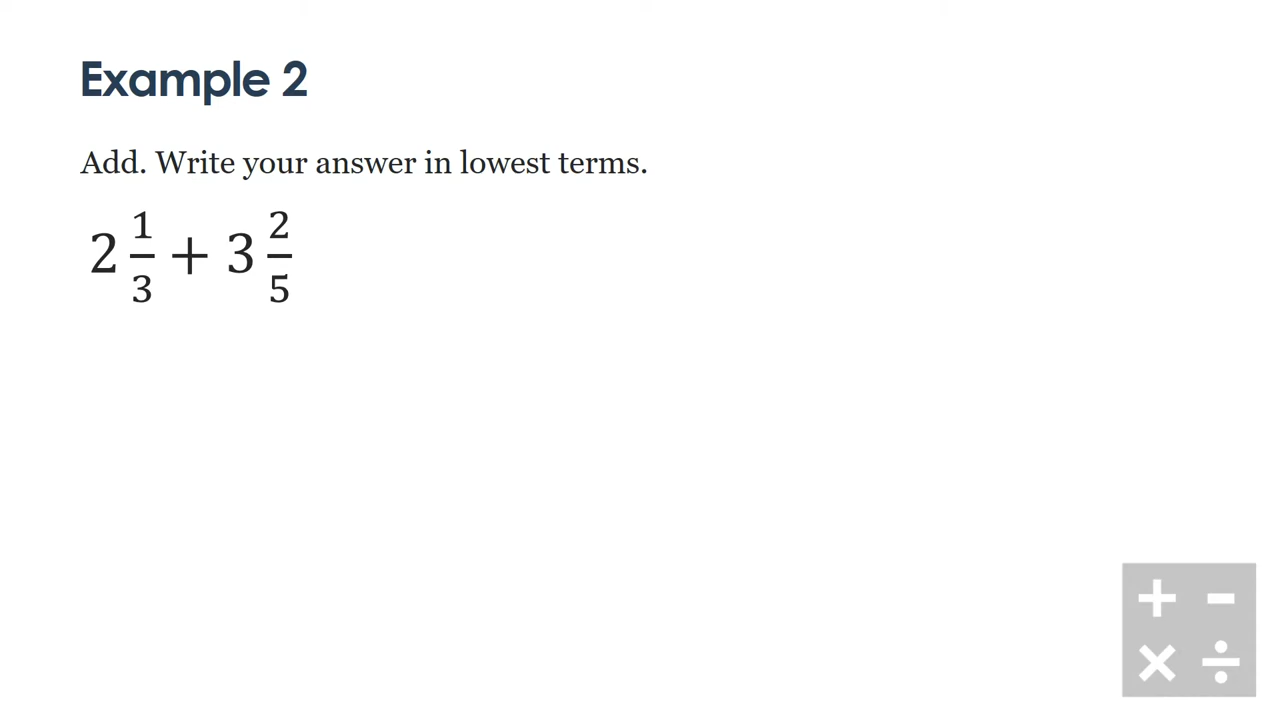 Example 2
Add. Write your answer in lowest terms.
2 1/3 + 3 2/5
+ -
× ÷